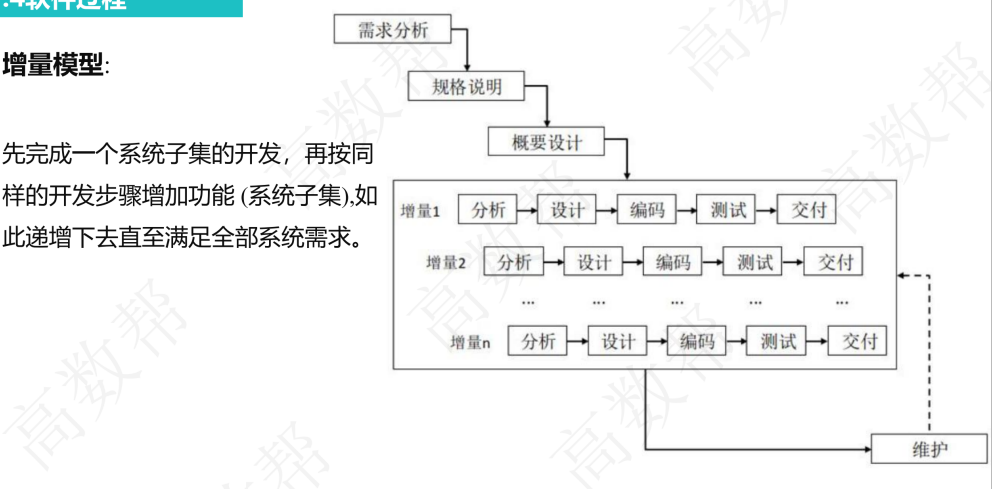 .4软件过程
增量模型:
先完成一个系统子集的开发，再按同
样的开发步骤增加功能 (系统子集),如
此递增下去直至满足全部系统需求。
需求分析
规格说明
概要设计
增量1 分析 设计 编码 测试 交付
增量2 分析 设计 编码 测试 交付
... ... ... ... ...
增量n 分析 设计 编码 测试 交付
维护
高数帮
高数帮
高数帮
高数帮
高数帮
高数帮
高数帮